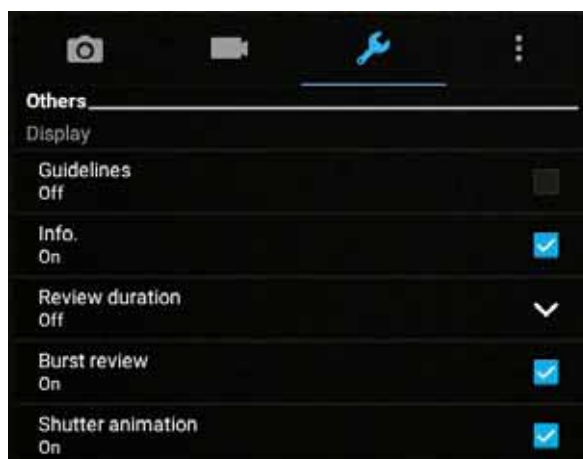 Others
Display
Guidelines
Off
Info.
On
Review duration
Off
Burst review
On
Shutter animation
On